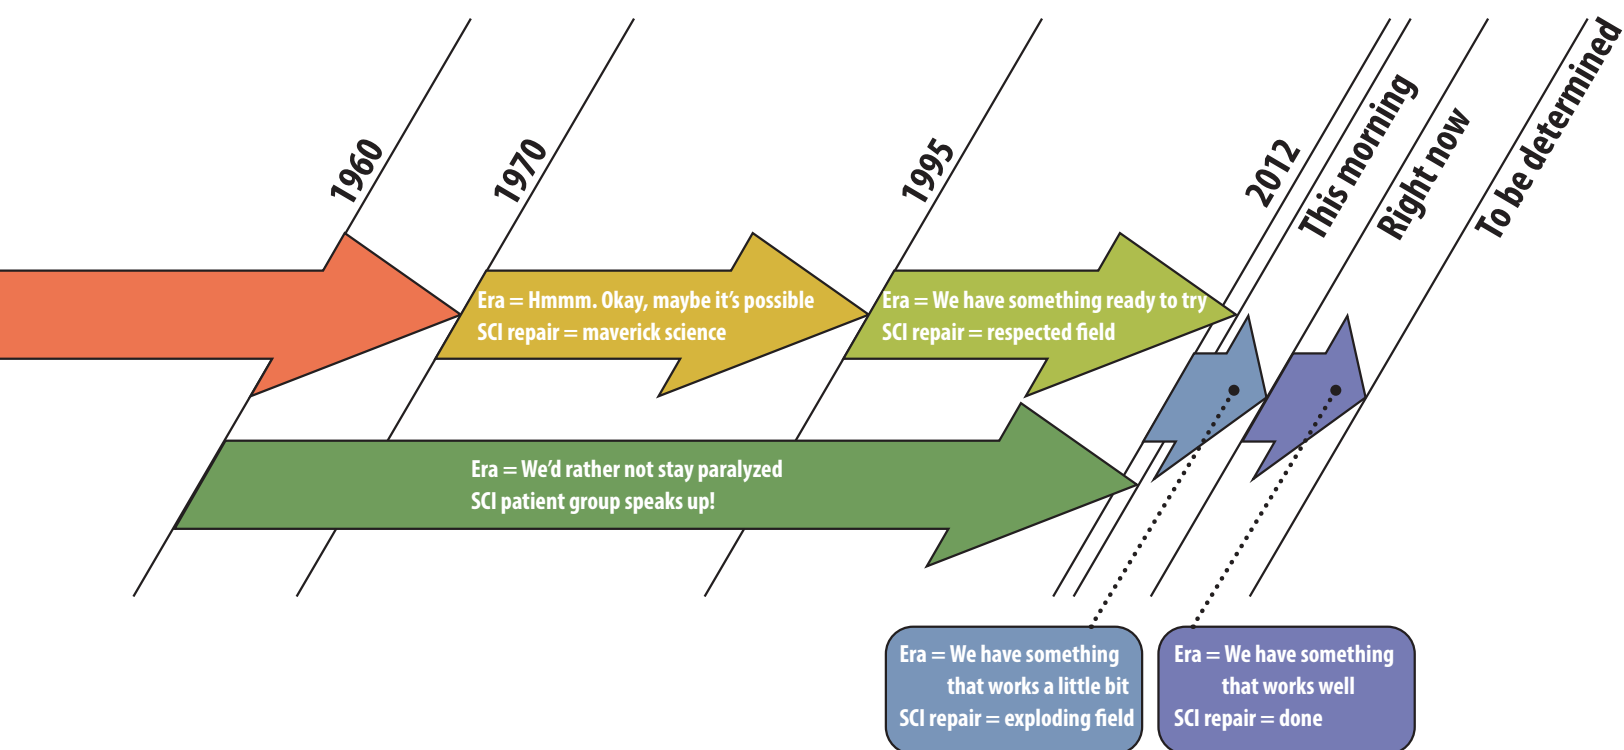 1960
1970
1995
2012
This morning
Right now
To be determined
Era = Hmmm. Okay, maybe it’s possible
SCI repair = maverick science
Era = We have something ready to try
SCI repair = respected field
Era = We’d rather not stay paralyzed
SCI patient group speaks up!
Era = We have something
that works a little bit
SCI repair = exploding field
Era = We have something
that works well
SCI repair = done